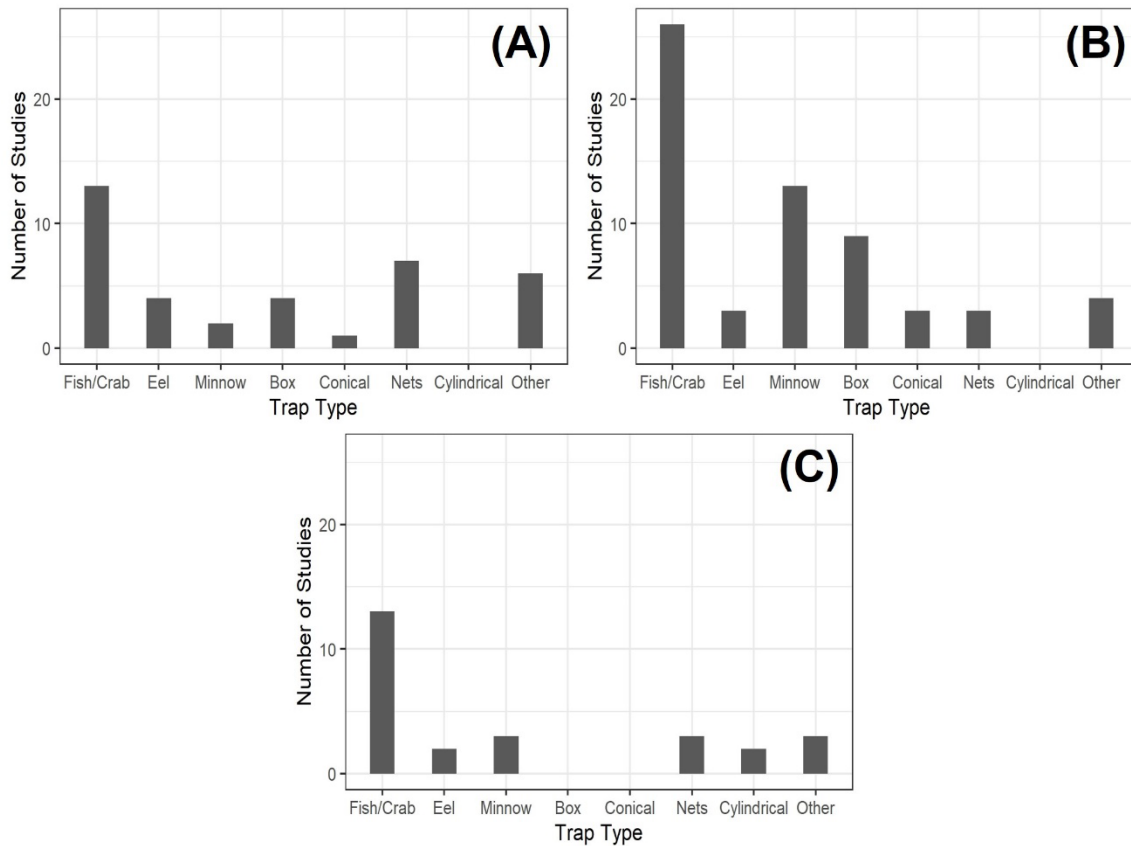 (A)
Number of Studies
20
10
0
Fish/Crab Eel Minnow Box Conical Nets Cylindrical Other
Trap Type
(B)
Number of Studies
20
10
0
Fish/Crab Eel Minnow Box Conical Nets Cylindrical Other
Trap Type
(C)
Number of Studies
20
10
0
Fish/Crab Eel Minnow Box Conical Nets Cylindrical Other
Trap Type